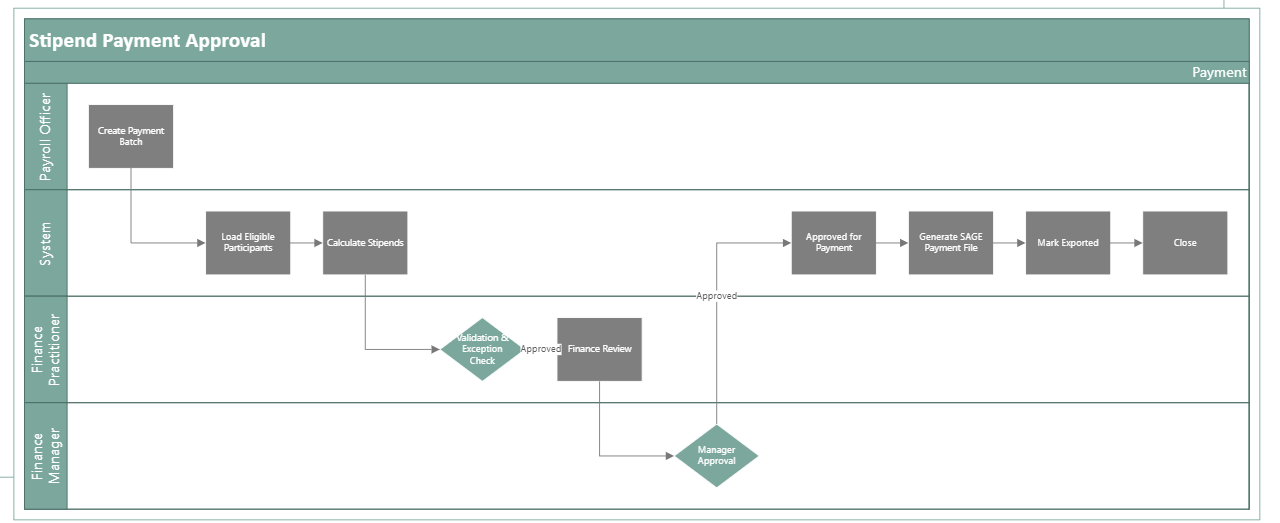 Stipend Payment Approval
Payment
Payroll Officer
Create Payment
Batch
System
Load Eligible
Participants
Calculate Stipends
Approved for
Payment
Generate SAGE
Payment File
Mark Exported
Close
Approved
Finance
Practitioner
Validation &
Exception
Check
Approved
Finance Review
Finance
Manager
Manager
Approval